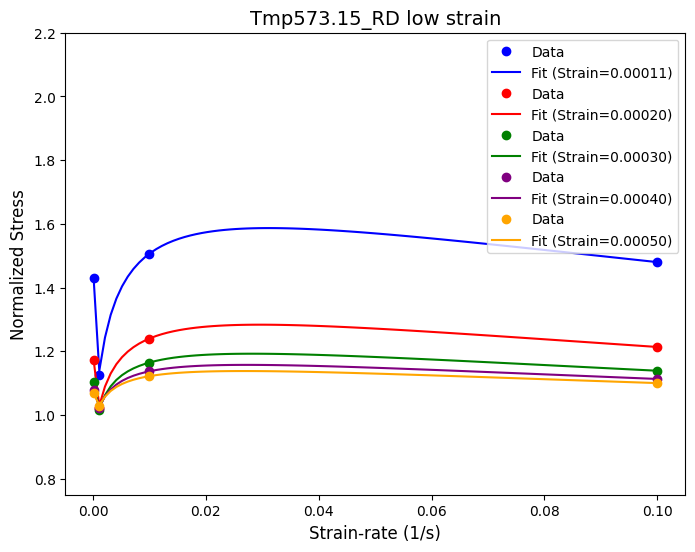 Tmp573.15_RD low strain
Normalized Stress
2.2
2.0
1.8
1.6
1.4
1.2
1.0
0.8
Data
Fit (Strain=0.00011)
Data
Fit (Strain=0.00020)
Data
Fit (Strain=0.00030)
Data
Fit (Strain=0.00040)
Data
Fit (Strain=0.00050)
0.00 0.02 0.04 0.06 0.08 0.10
Strain-rate (1/s)